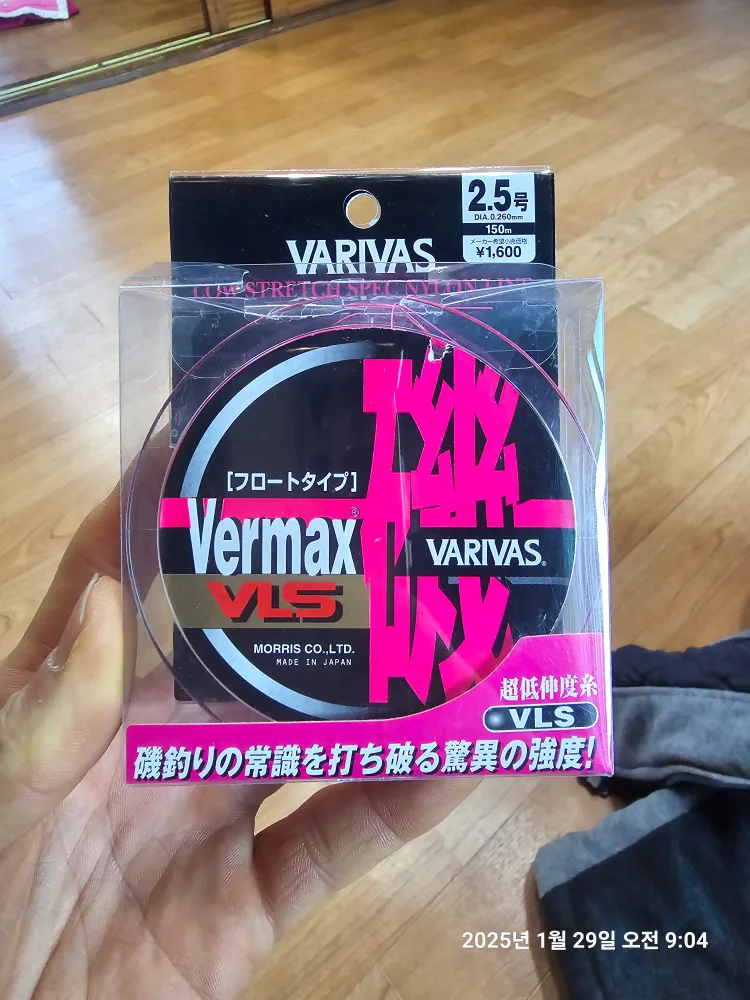 2.5号
DIA.0.260mm
150m
メーカー希望小売価格
¥1,600
VARIVAS
LOW STRETCH SPEC NYLON LINE
[フロートタイプ]
磯
Vermax®
VARIVAS®
VLS
MORRIS CO.,LTD.
MADE IN JAPAN
超低伸度糸
VLS
磯釣りの常識を打ち破る驚異の強度!
2025년 1월 29일 오전 9:04